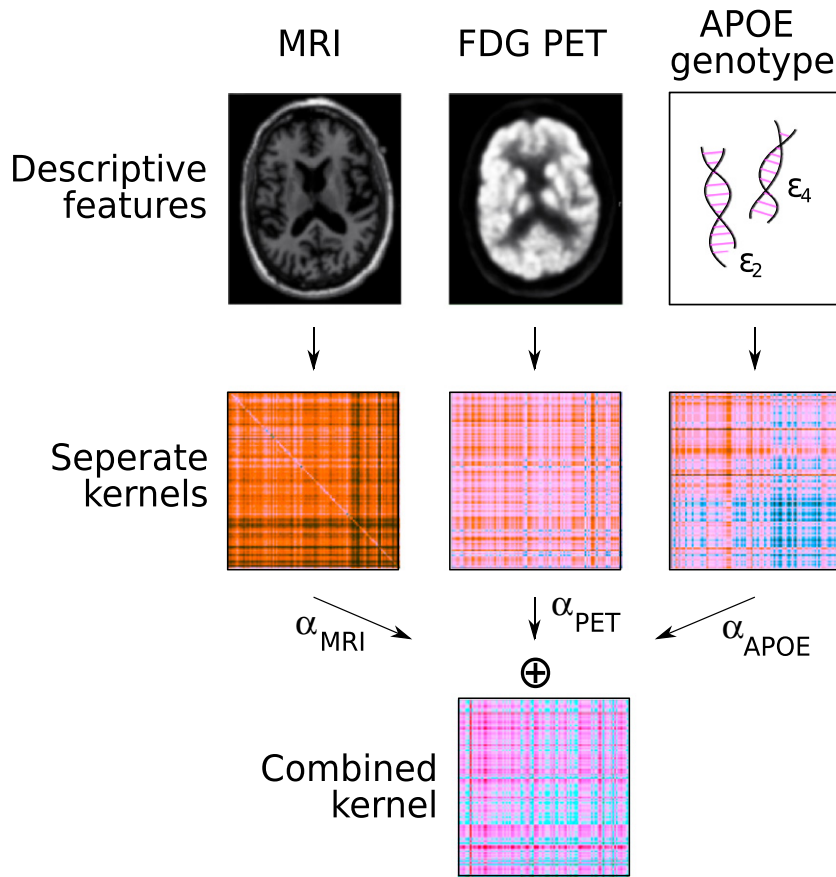 MRI
FDG PET
APOE
genotype
Descriptive
features
ε4
ε2
Seperate
kernels
αMRI
αPET
αAPOE
⊕
Combined
kernel